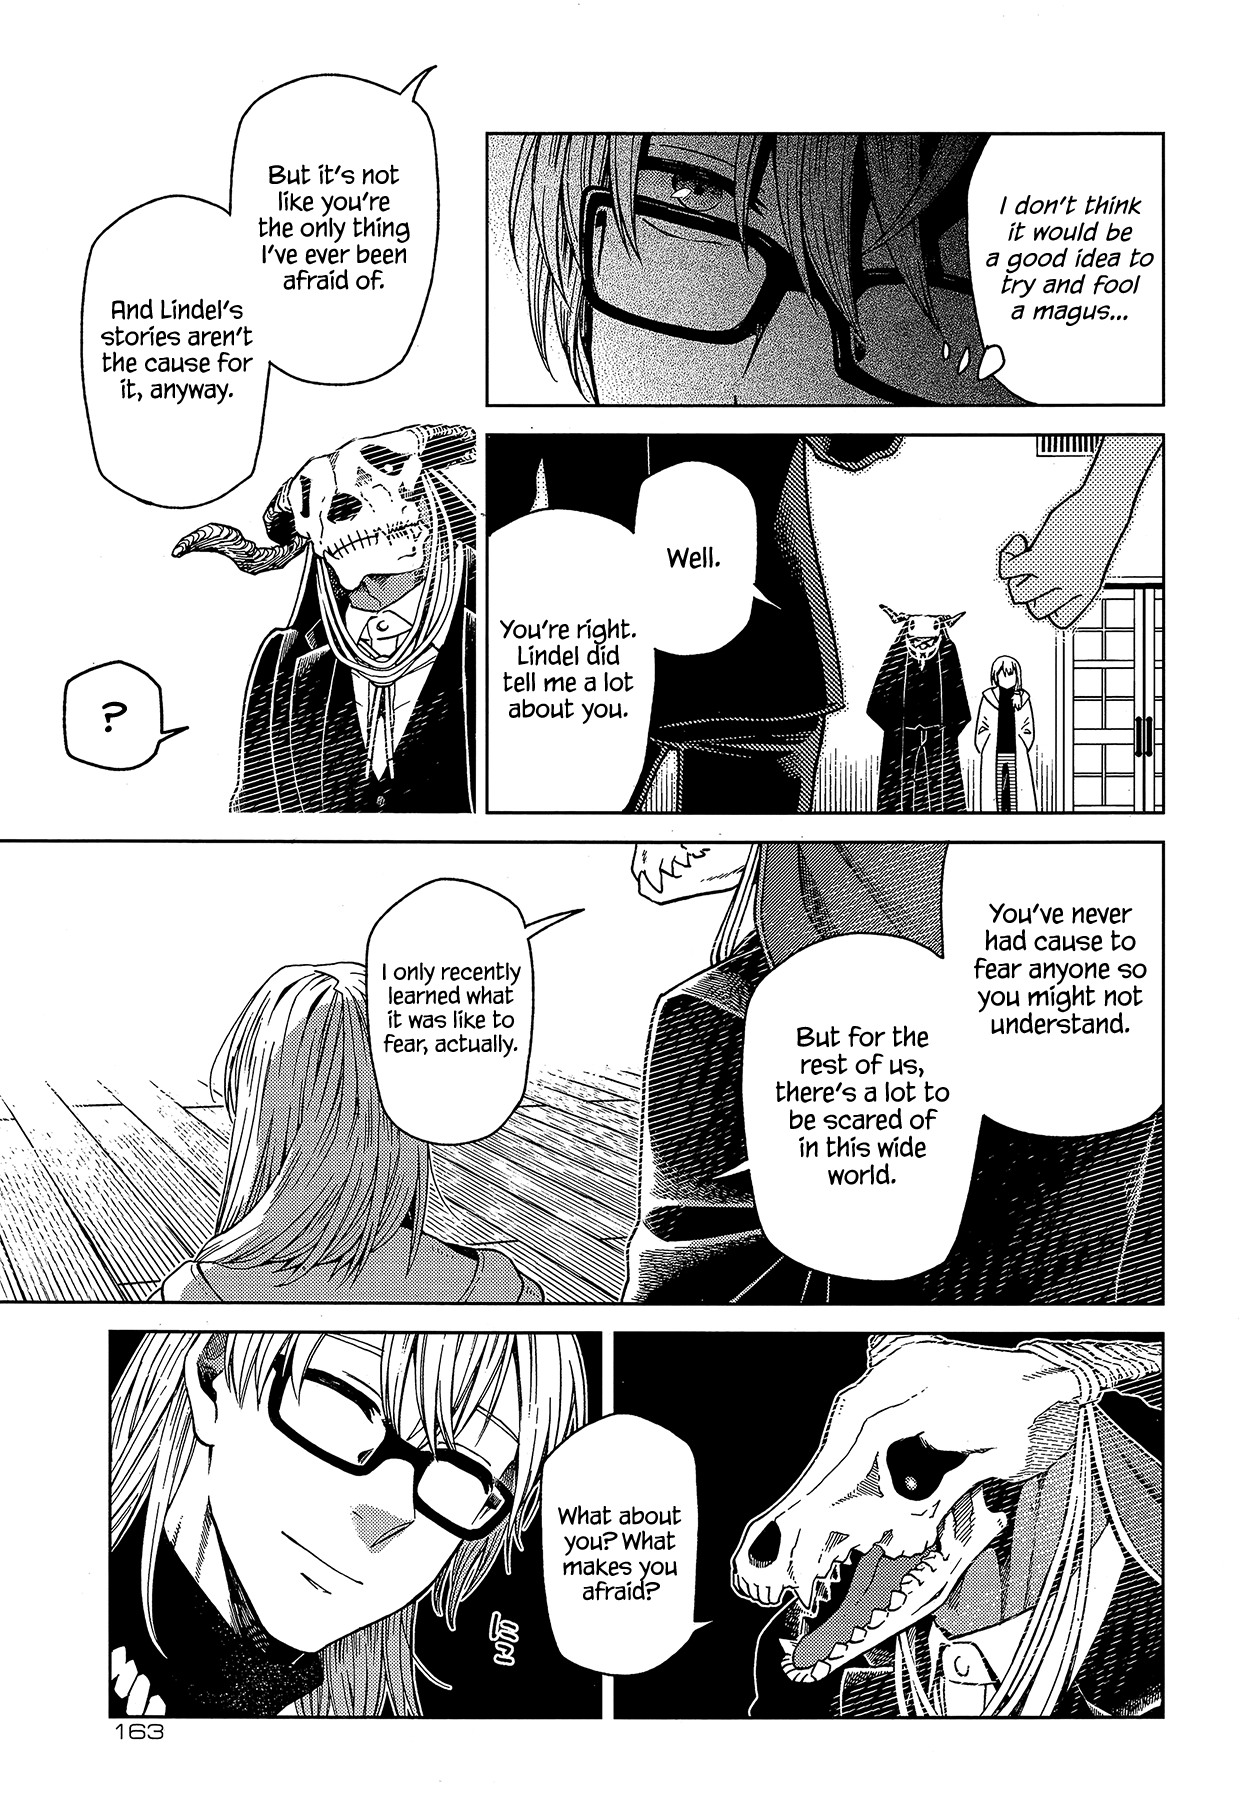 I don't think
it would be
a good idea to
try and fool
a magus...
But it's not
like you're
the only thing
I've ever been
afraid of.
And Lindel's
stories aren't
the cause for
it, anyway.
Well.
You're right.
Lindel did
tell me a lot
about you.
?
You've never
had cause to
fear anyone so
you might not
understand.
But for the
rest of us,
there's a lot to
be scared of
in this wide
world.
I only recently
learned what
it was like to
fear, actually.
What about
you? What
makes you
afraid?
にこ
163